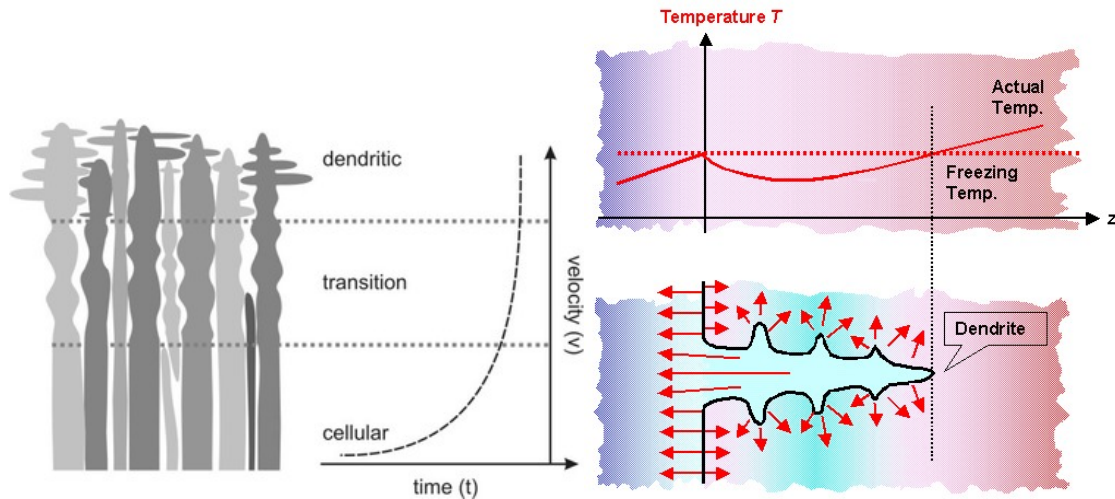 dendritic
transition
cellular
velocity (v)
time (t)
Temperature T
Actual
Temp.
Freezing
Temp.
z
Dendrite